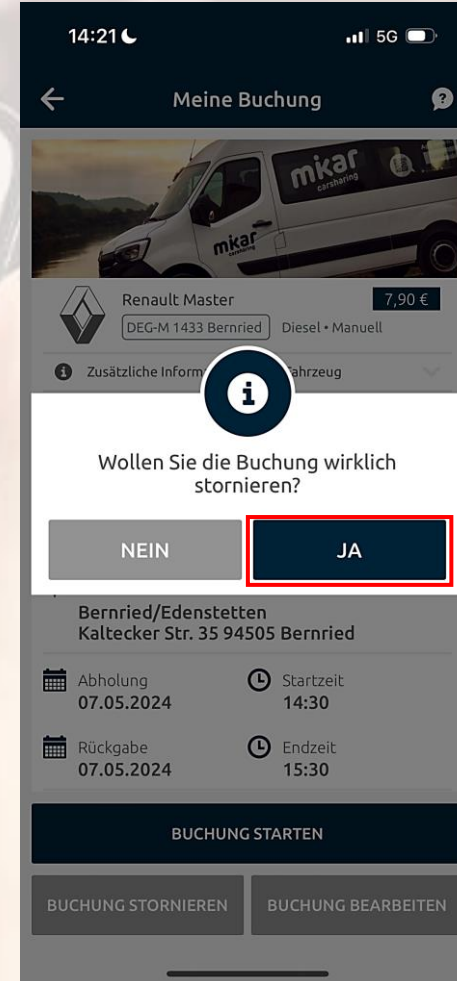 14:21
5G
Meine Buchung
?
mikar
carsharing
mikar
carsharing
Renault Master
7,90 €
DEG-M 1433 Bernried
Diesel • Manuell
Zusätzliche Inform
ahrzeug
Wollen Sie die Buchung wirklich
stornieren?
NEIN
JA
Bernried/Edenstetten
Kaltecker Str. 35 94505 Bernried
Abholung
Startzeit
07.05.2024
14:30
Rückgabe
Endzeit
07.05.2024
15:30
BUCHUNG STARTEN
BUCHUNG STORNIEREN
BUCHUNG BEARBEITEN